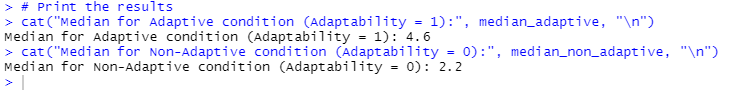 > # Print the results
> cat("Median for Adaptive condition (Adaptability = 1):", median_adaptive, "\n")
Median for Adaptive condition (Adaptability = 1): 4.6
> cat("Median for Non-Adaptive condition (Adaptability = 0):", median_non_adaptive, "\n")
Median for Non-Adaptive condition (Adaptability = 0): 2.2
>